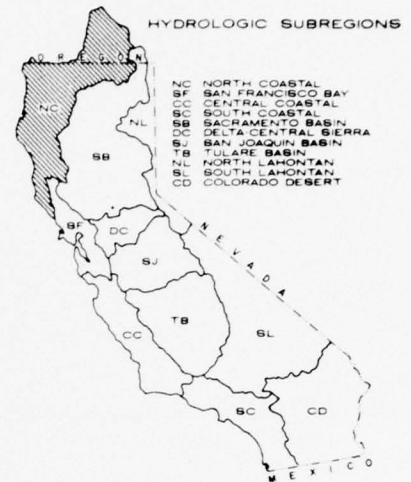 HYDROLOGIC SUBREGIONS
OREGON
NC NORTH COASTAL
SF SAN FRANCISCO BAY
CC CENTRAL COASTAL
SC SOUTH COASTAL
SB SACRAMENTO BASIN
DC DELTA-CENTRAL SIERRA
SJ SAN JOAQUIN BASIN
TB TULARE BASIN
NL NORTH LAHONTAN
SL SOUTH LAHONTAN
CD COLORADO DESERT
NC
NL
SB
SF
DC
NEVADA
SJ
CC
TB
SL
SC
CD
MEXICO